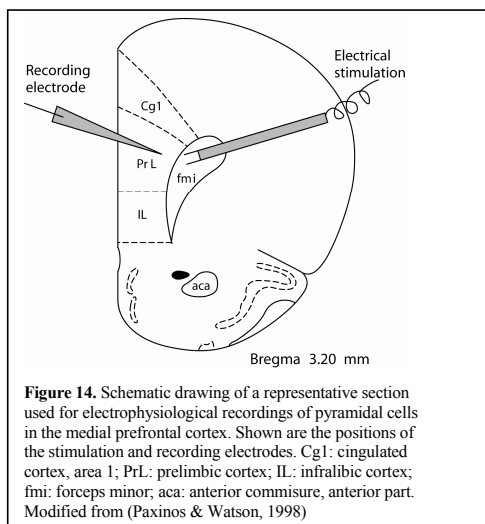 Recording
electrode
Electrical
stimulation
Cg1
PrL
fmi
IL
aca
Bregma 3.20 mm
Figure 14. Schematic drawing of a representative section
used for electrophysiological recordings of pyramidal cells
in the medial prefrontal cortex. Shown are the positions of
the stimulation and recording electrodes. Cg1: cingulated
cortex, area 1; PrL: prelimbic cortex; IL: infralibic cortex;
fmi: forceps minor; aca: anterior commisure, anterior part.
Modified from (Paxinos & Watson, 1998)